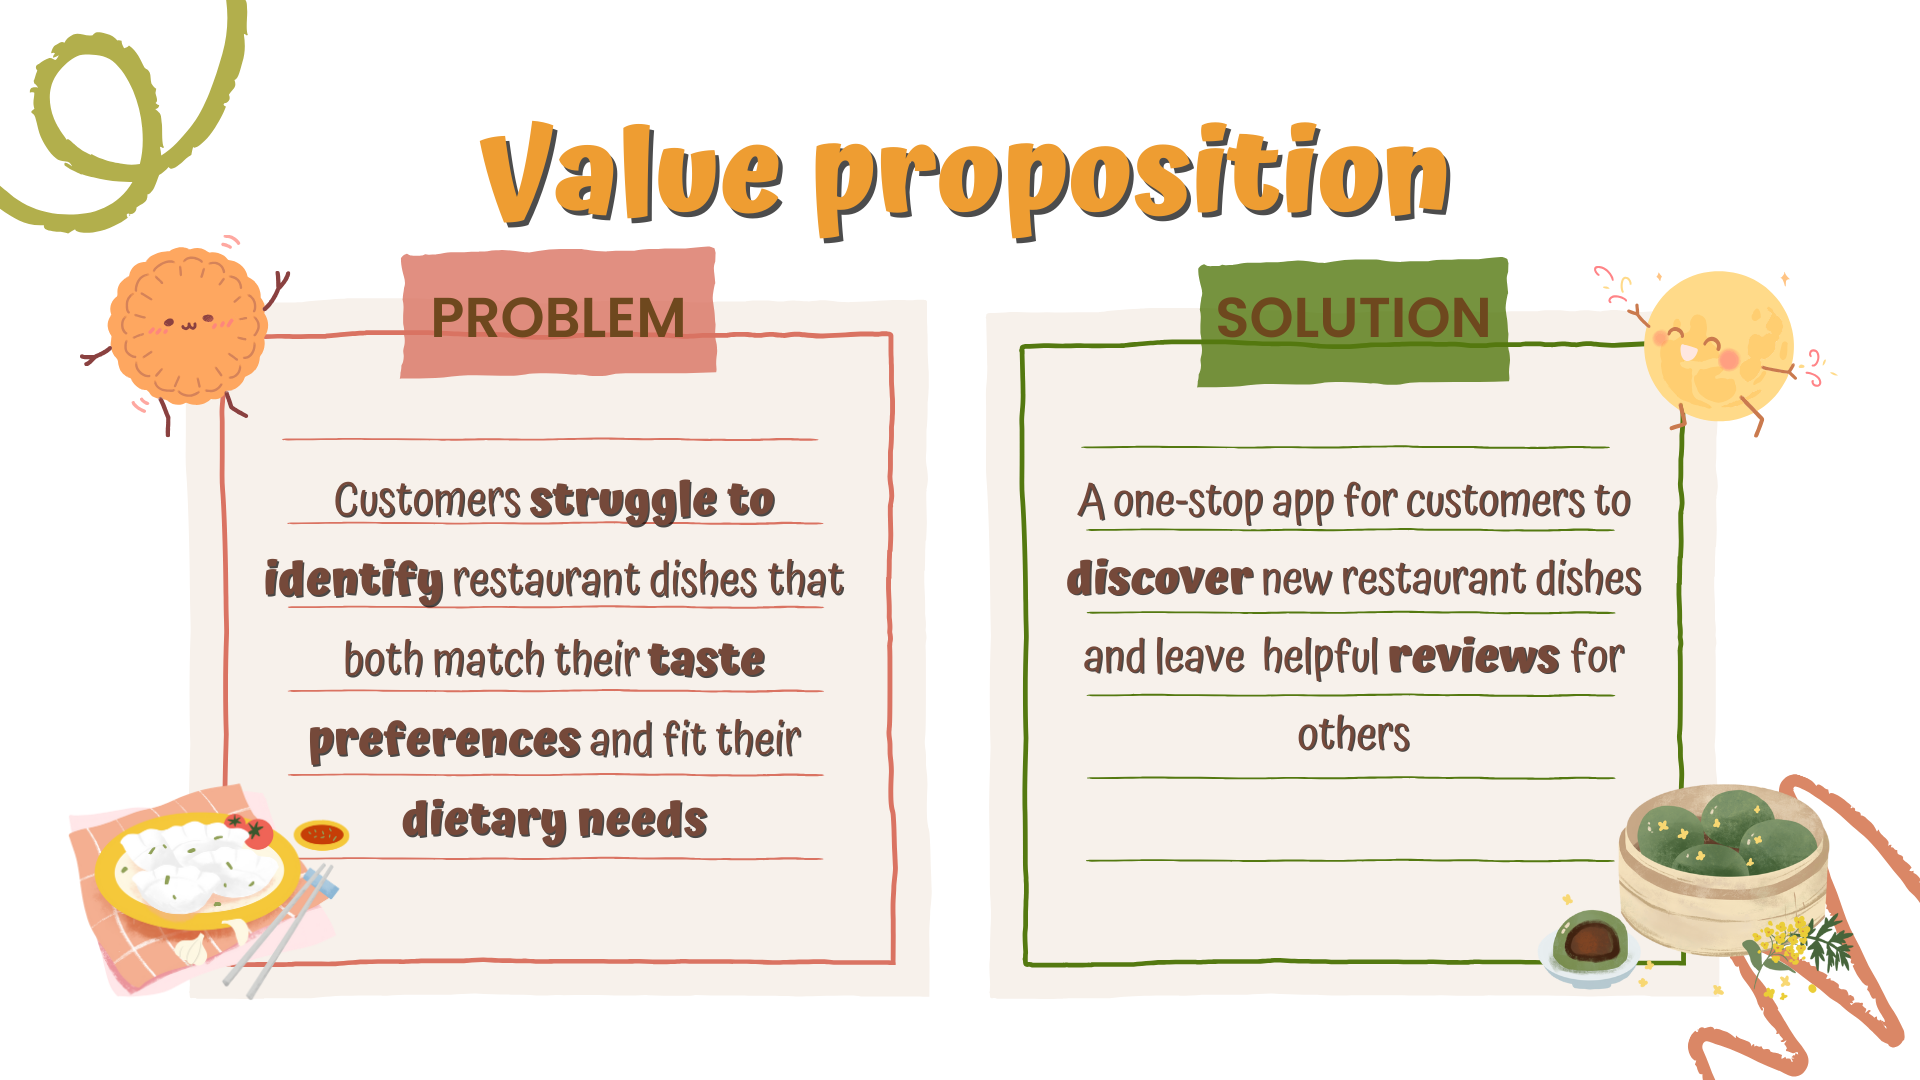 Value proposition
PROBLEM
Customers struggle to
identify restaurant dishes that
both match their taste
preferences and fit their
dietary needs
SOLUTION
A one-stop app for customers to
discover new restaurant dishes
and leave helpful reviews for
others